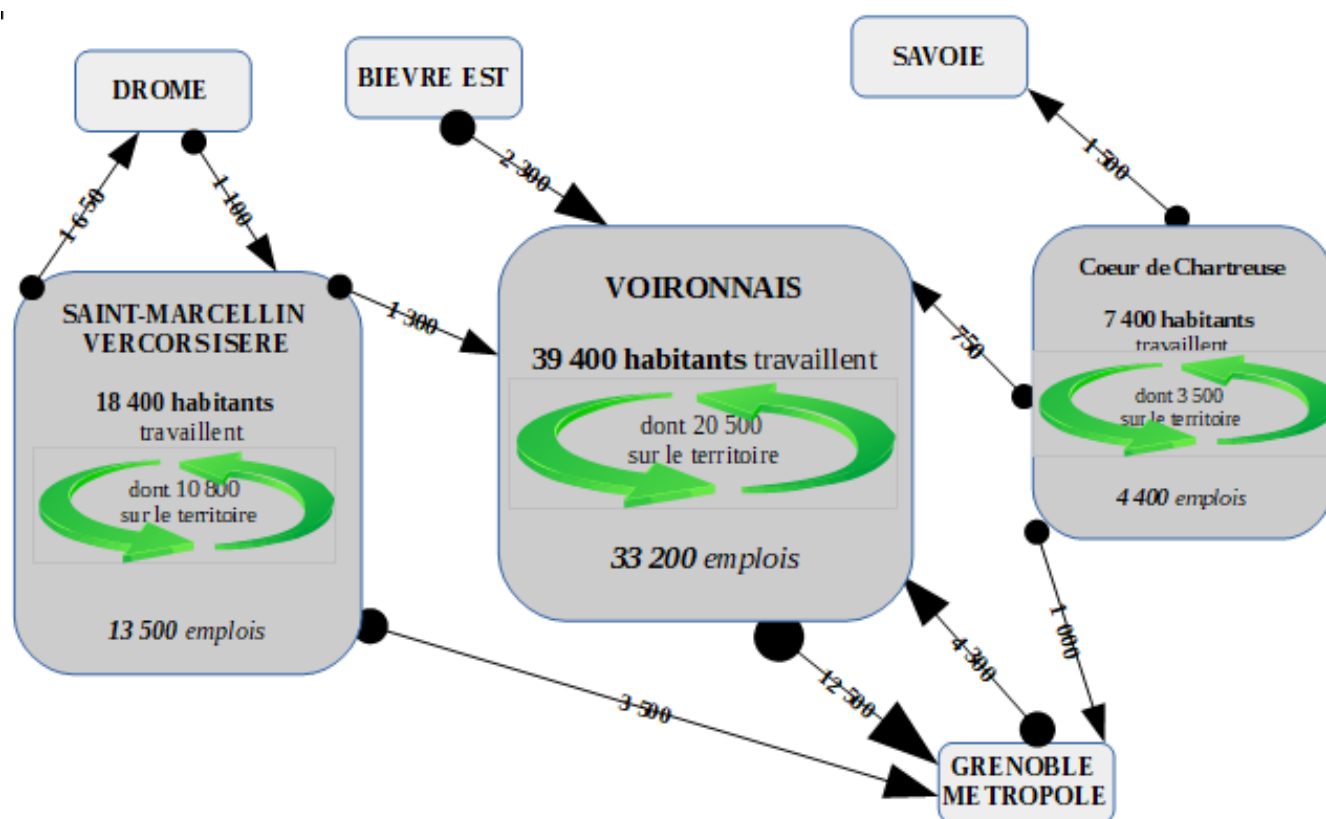 DROME
BIEVRE EST
SAVOIE
1 650
1 100
2 300
1 500
SAINT-MARCELLIN
VERCORSISERE
18 400 habitants
travaillent
dont 10 800
sur le territoire
13 500 emplois
1 300
VOIRONNAIS
39 400 habitants travaillent
dont 20 500
sur le territoire
33 200 emplois
750
Coeur de Chartreuse
7 400 habitants
travaillent
dont 3 500
sur le territoire
4 400 emplois
3 500
12 500
4 300
1 000
GRENOBLE
METROPOLE